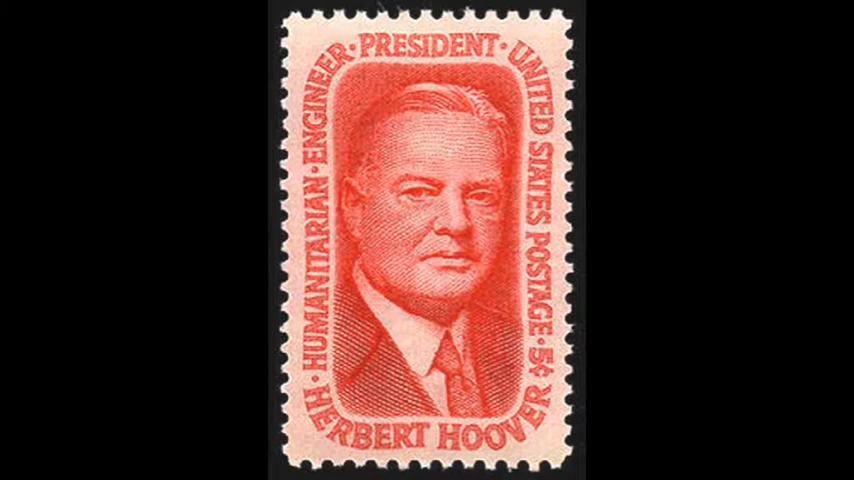 · HUMANITARIAN · ENGINEER · PRESIDENT · UNITED STATES POSTAGE · 5¢
HERBERT HOOVER